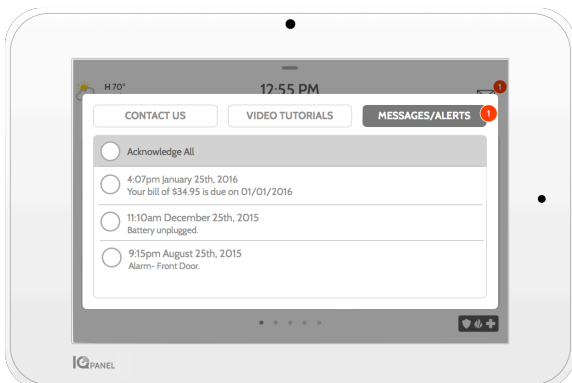 H 70°
12:55 PM
1
CONTACT US
VIDEO TUTORIALS
MESSAGES/ALERTS
1
Acknowledge All
4:07pm January 25th, 2016
Your bill of $34.95 is due on 01/01/2016
11:10am December 25th, 2015
Battery unplugged.
9:15pm August 25th, 2015
Alarm- Front Door.
IQ PANEL